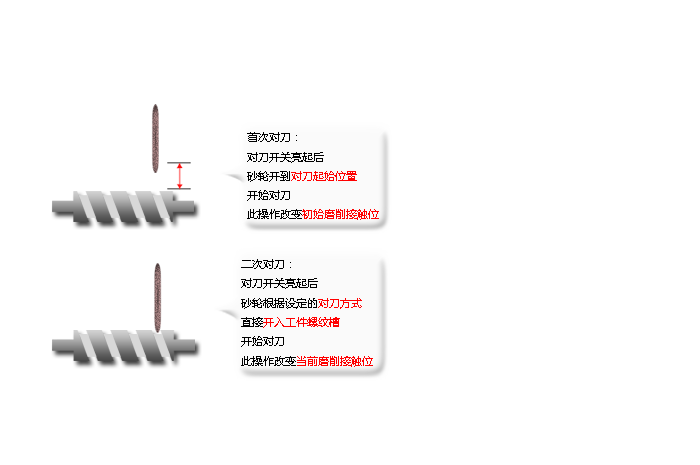 首次对刀：
对刀开关亮起后
砂轮开到对刀起始位置
开始对刀
此操作改变初始磨削接触位
二次对刀：
对刀开关亮起后
砂轮根据设定的对刀方式
直接开入工件螺纹槽
开始对刀
此操作改变当前磨削接触位